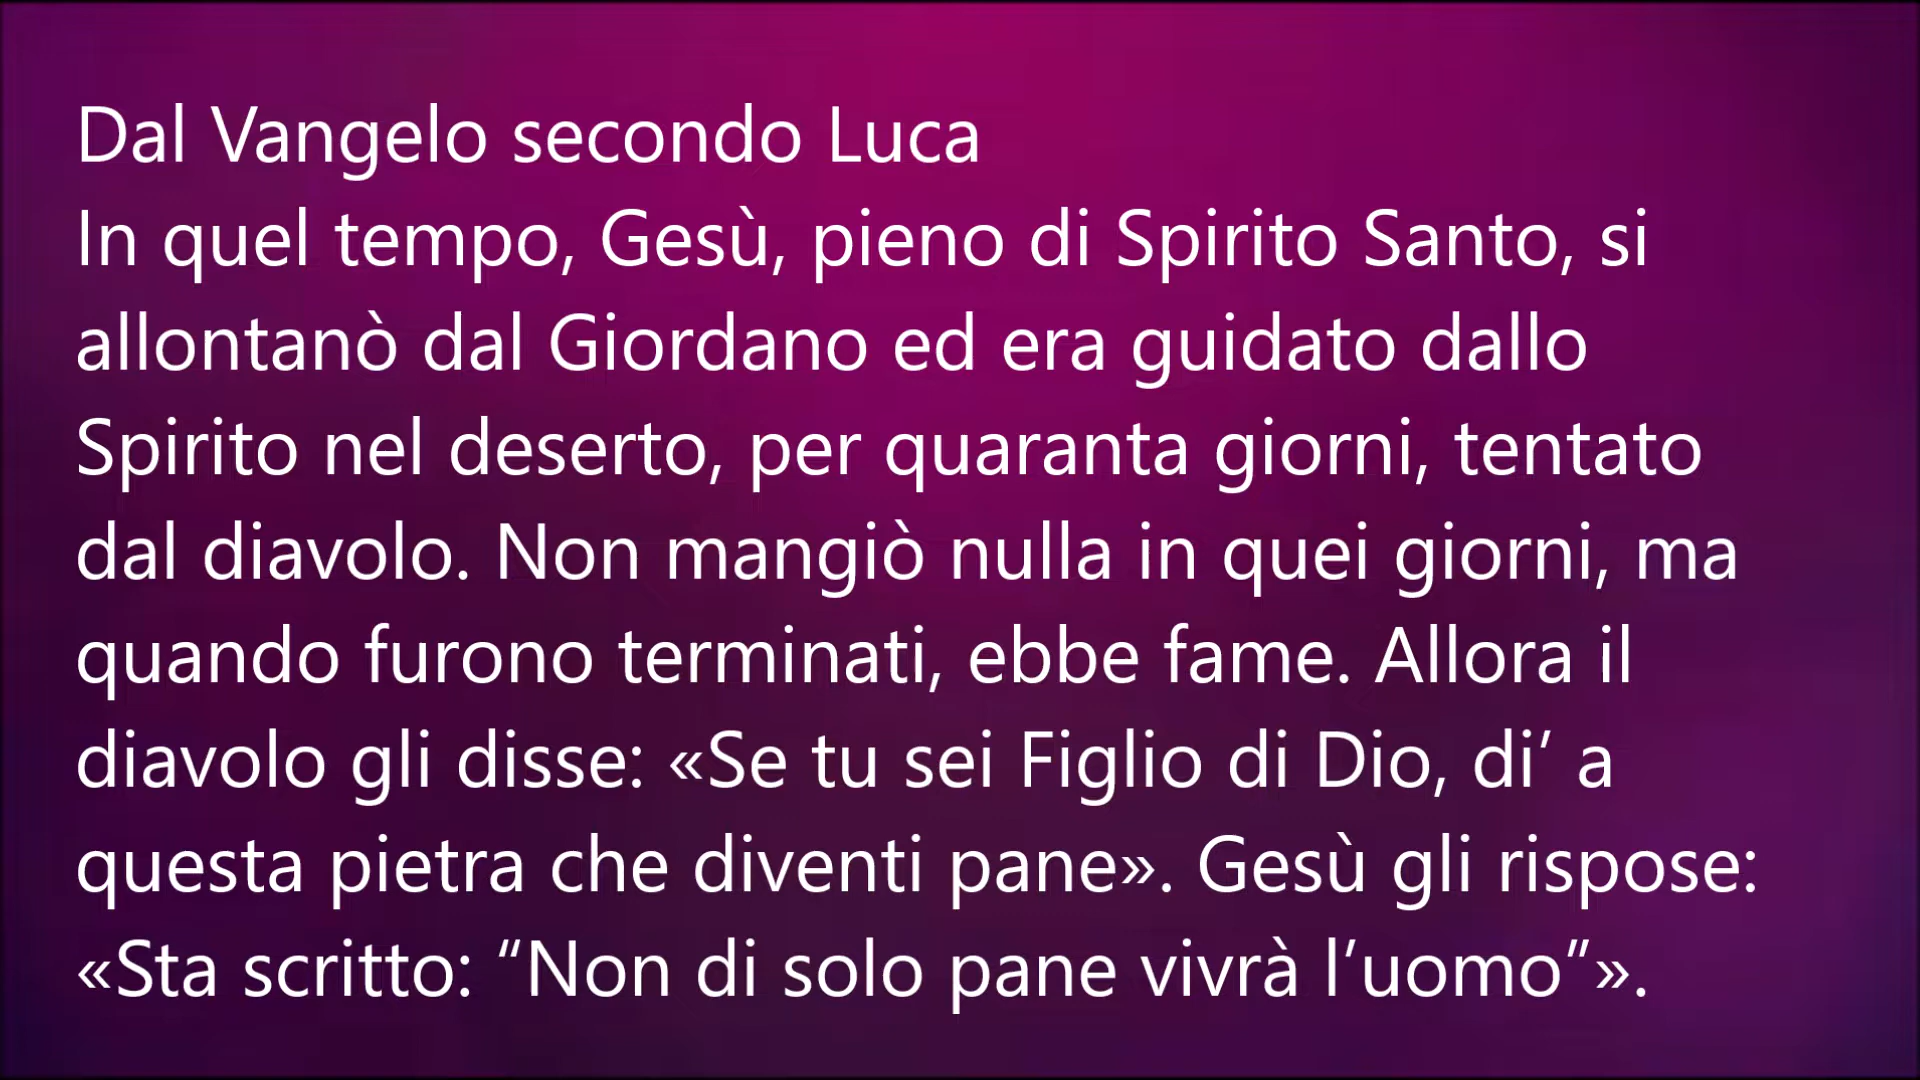 Dal Vangelo secondo Luca
In quel tempo, Gesù, pieno di Spirito Santo, si
allontanò dal Giordano ed era guidato dallo
Spirito nel deserto, per quaranta giorni, tentato
dal diavolo. Non mangiò nulla in quei giorni, ma
quando furono terminati, ebbe fame. Allora il
diavolo gli disse: «Se tu sei Figlio di Dio, di’ a
questa pietra che diventi pane». Gesù gli rispose:
«Sta scritto: “Non di solo pane vivrà l’uomo”».